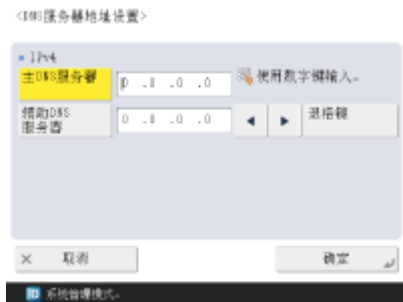 <DNS服务器地址设置>
▪ IPv4
主DNS服务器
0 .0 .0 .0
使用数字键输入。
辅助DNS
服务器
0 .0 .0 .0
◀ ▶
退格键
× 取消
确定
ID 系统管理模式。